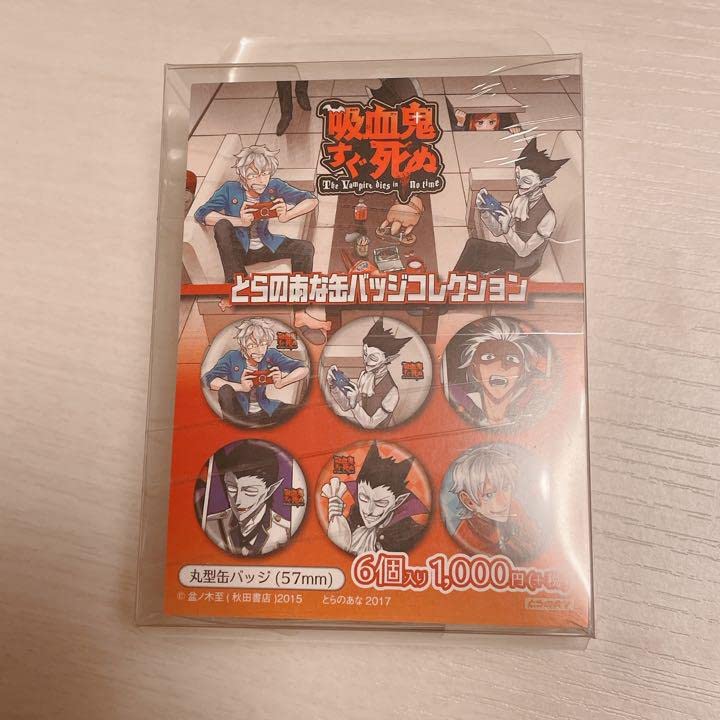 吸血鬼
すぐ死ぬ
The Vampire dies in No time
とらのあな缶バッジコレクション
丸型缶バッジ (57mm)
6個入り 1,000円(+税)
© 盆ノ木至 ( 秋田書店 )2015 とらのあな 2017